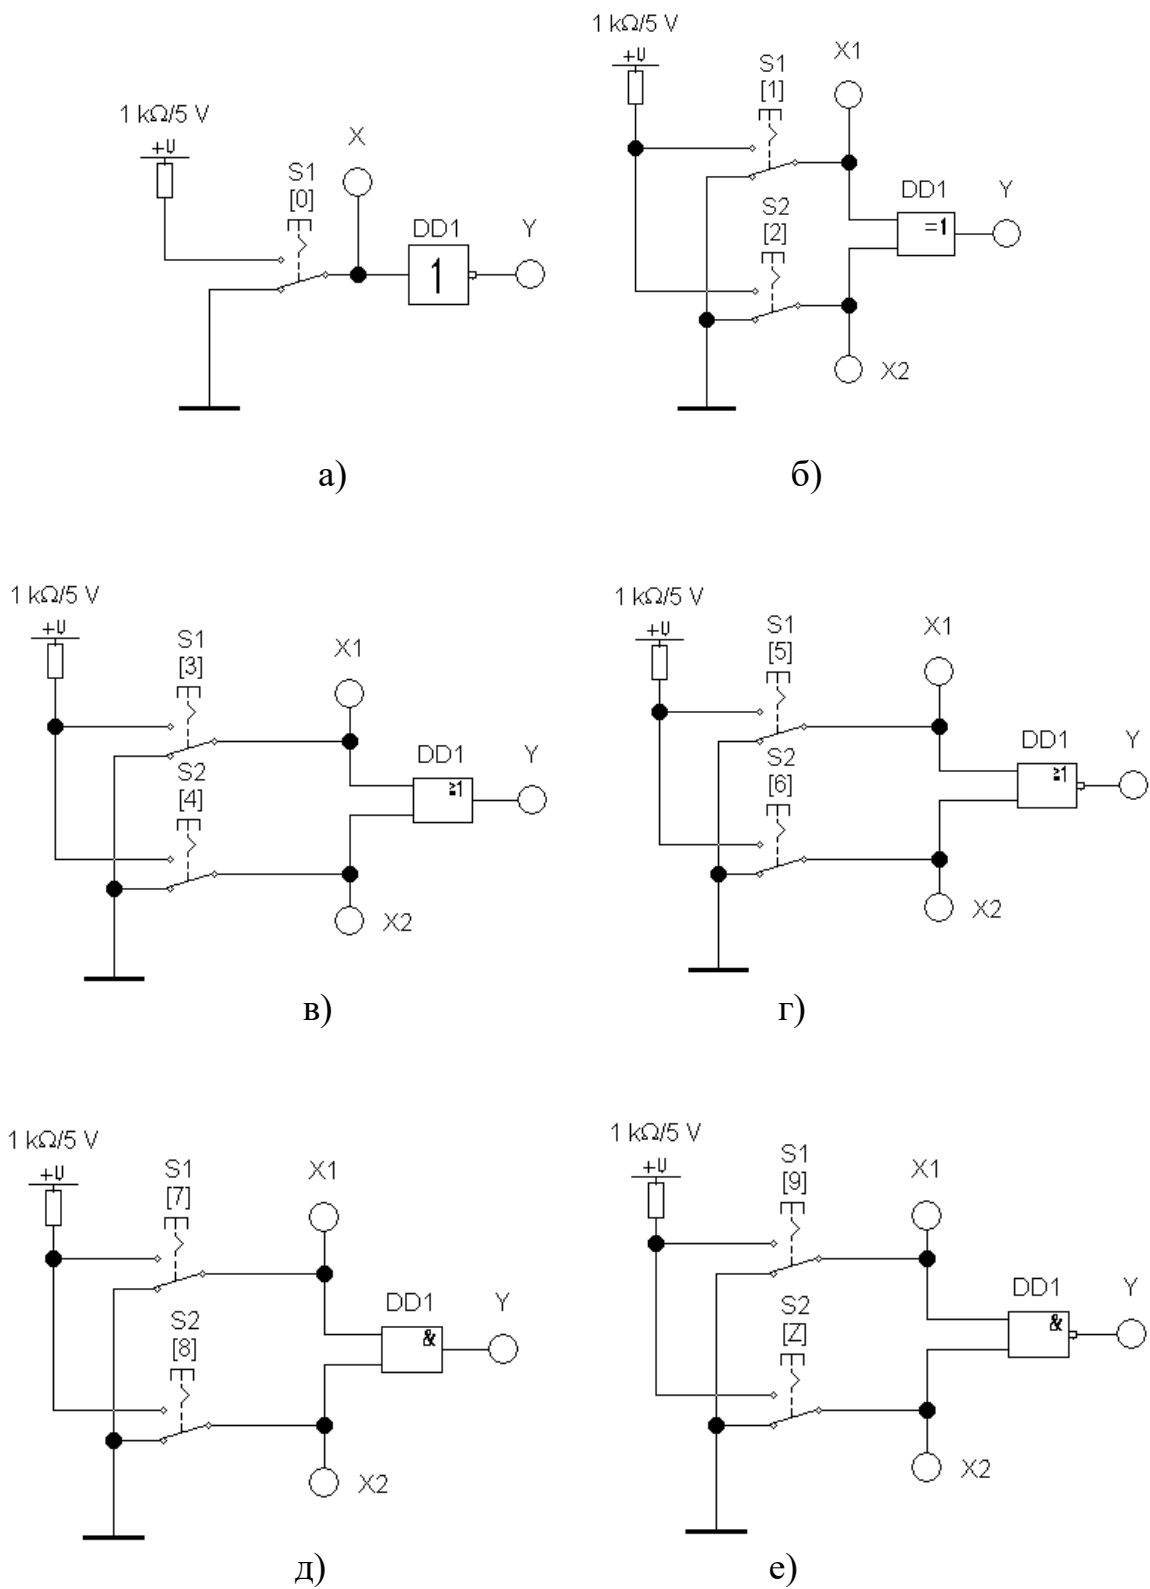 1 kΩ/5 V
+U
S1
[0]
X
DD1
1
Y
а)
1 kΩ/5 V
+U
S1
[1]
X1
S2
[2]
DD1
=1
Y
X2
б)
1 kΩ/5 V
+U
S1
[3]
X1
S2
[4]
DD1
≧1
Y
X2
в)
1 kΩ/5 V
+U
S1
[5]
X1
S2
[6]
DD1
≧1
Y
X2
г)
1 kΩ/5 V
+U
S1
[7]
X1
S2
[8]
DD1
&
Y
X2
д)
1 kΩ/5 V
+U
S1
[9]
X1
S2
[Z]
DD1
&
Y
X2
е)